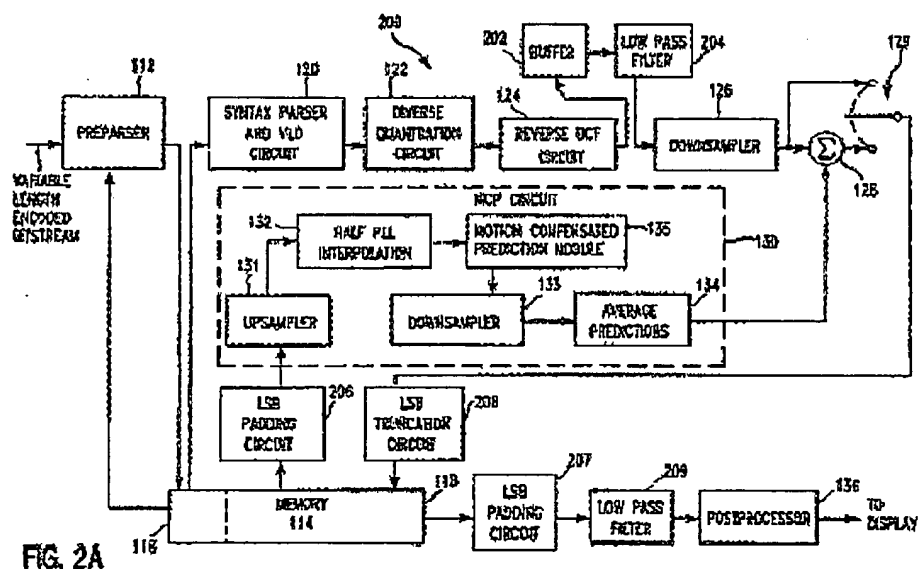 200
112
PREPARSER
VARIABLE
LENGTH
ENCODED
BITSTREAM
120
SYNTAX PARSER
AND VLD
CIRCUIT
122
INVERSE
QUANTIZATION
CIRCUIT
124
REVERSE DCT
CIRCUIT
202
BUFFER
LOW PASS
FILTER
204
126
DOWNSAMPLER
129
Σ
128
MCP CIRCUIT
130
132
HALF PEL
INTERPOLATION
135
MOTION COMPENSATED
PREDICTION MODULE
131
UPSAMPLER
133
DOWNSAMPLER
134
AVERAGE
PREDICTIONS
LSB
PADDING
CIRCUIT
206
LSB
TRUNCATION
CIRCUIT
208
MEMORY
114
116
118
207
LSB
PADDING
CIRCUIT
209
LOW PASS
FILTER
136
POSTPROCESSOR
TO
DISPLAY
FIG. 2A